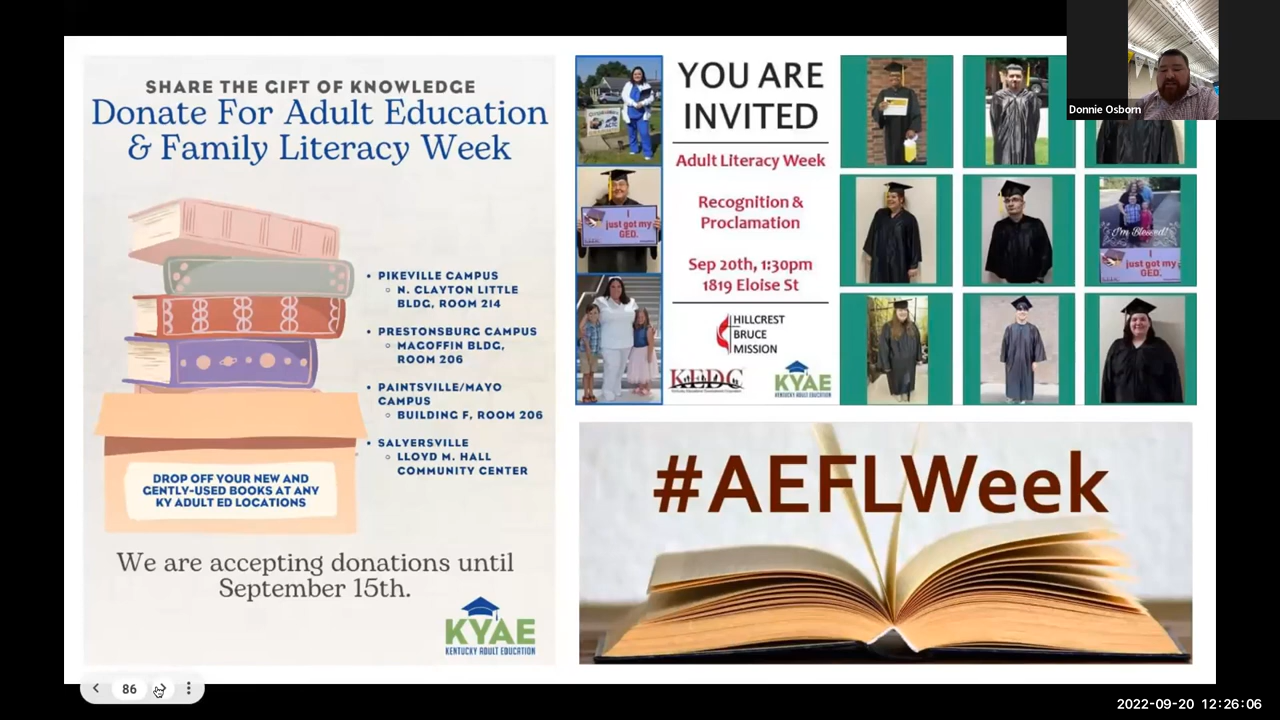 SHARE THE GIFT OF KNOWLEDGE
Donate For Adult Education
& Family Literacy Week
• PIKEVILLE CAMPUS
○ N. CLAYTON LITTLE
BLDG, ROOM 214
• PRESTONSBURG CAMPUS
○ MAGOFFIN BLDG,
ROOM 206
• PAINTSVILLE/MAYO
CAMPUS
○ BUILDING F, ROOM 206
• SALYERSVILLE
○ LLOYD M. HALL
COMMUNITY CENTER
DROP OFF YOUR NEW AND
GENTLY-USED BOOKS AT ANY
KY ADULT ED LOCATIONS
We are accepting donations until
September 15th.
KYAE
KENTUCKY ADULT EDUCATION
I
just got my
GED.
YOU ARE
INVITED
Adult Literacy Week
Recognition &
Proclamation
Sep 20th, 1:30pm
1819 Eloise St
HILLCREST
BRUCE
MISSION
KEDC
KYAE
KENTUCKY ADULT EDUCATION
I'm Blessed!
I
just got my
GED.
Donnie Osborn
#AEFLWeek
86
2022-09-20 12:26:06